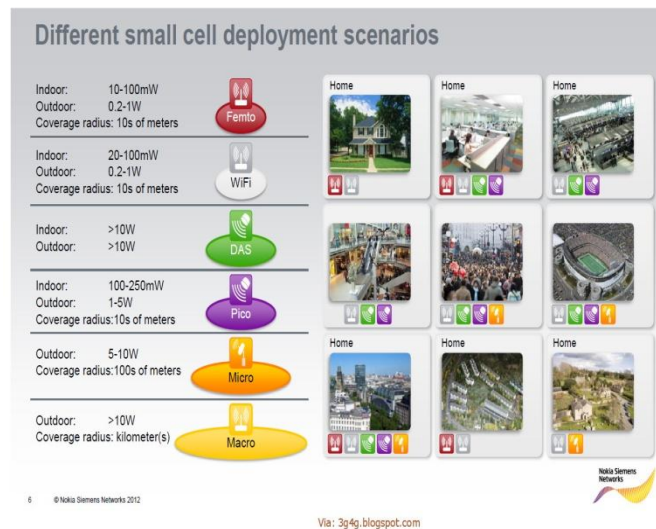 Different small cell deployment scenarios
Indoor: 10-100mW
Outdoor: 0.2-1W
Coverage radius: 10s of meters
Femto
Indoor: 20-100mW
Outdoor: 0.2-1W
Coverage radius: 10s of meters
WiFi
Indoor: >10W
Outdoor: >10W
DAS
Indoor: 100-250mW
Outdoor: 1-5W
Coverage radius:10s of meters
Pico
Outdoor: 5-10W
Coverage radius:100s of meters
Micro
Outdoor: >10W
Coverage radius: kilometer(s)
Macro
Home Home Home
Home Home Home
Nokia Siemens
Networks
6 © Nokia Siemens Networks 2012
Via: 3g4g.blogspot.com